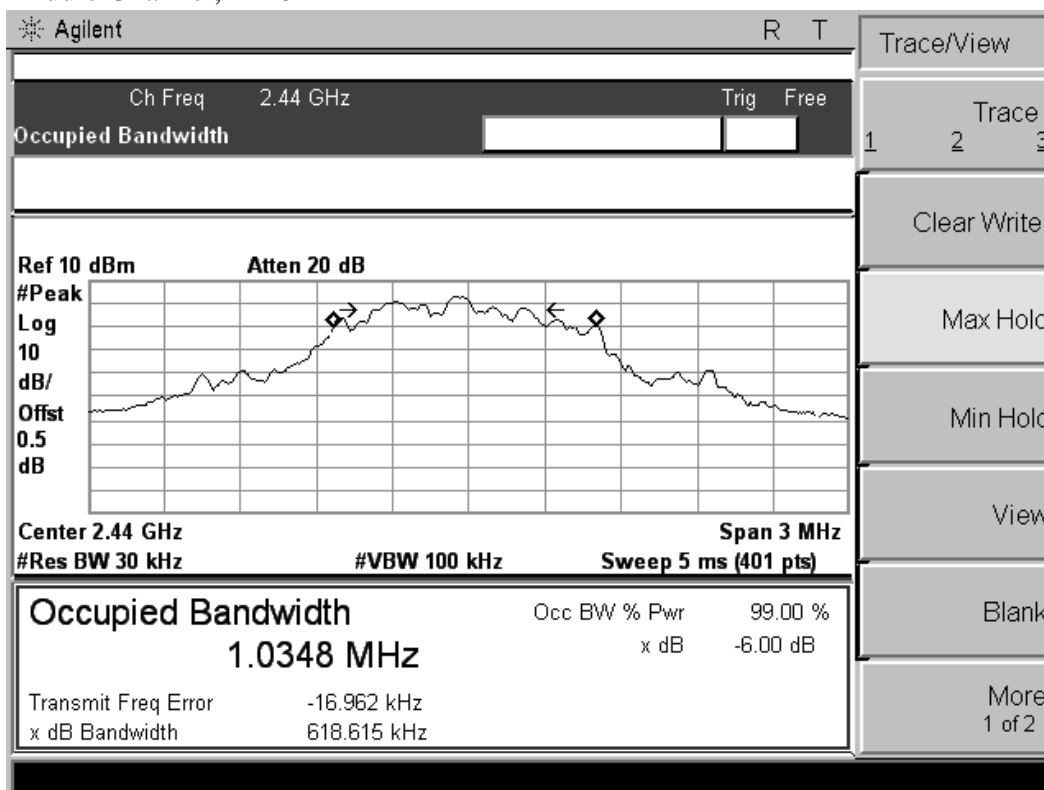 Agilent R T
Trace/View
Ch Freq 2.44 GHz Trig Free
Occupied Bandwidth
Trace
1 2 3
Clear Write
Ref 10 dBm Atten 20 dB
#Peak
Log
10
dB/
Offst
0.5
dB
Max Hold
Min Hold
Center 2.44 GHz Span 3 MHz
#Res BW 30 kHz #VBW 100 kHz Sweep 5 ms (401 pts)
View
Occupied Bandwidth Occ BW % Pwr 99.00 %
1.0348 MHz x dB -6.00 dB
Blank
Transmit Freq Error -16.962 kHz
x dB Bandwidth 618.615 kHz
More
1 of 2